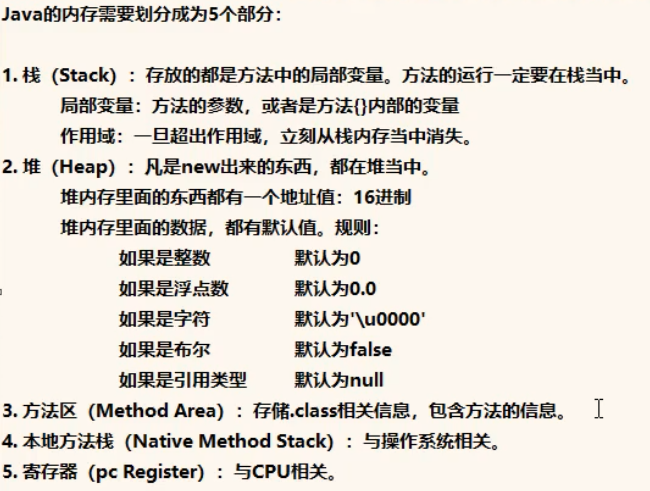 Java的内存需要划分成为5个部分：
1. 栈（Stack）：存放的都是方法中的局部变量。方法的运行一定要在栈当中。
局部变量：方法的参数，或者是方法{}内部的变量
作用域：一旦超出作用域，立刻从栈内存当中消失。
2. 堆（Heap）：凡是new出来的东西，都在堆当中。
堆内存里面的东西都有一个地址值：16进制
堆内存里面的数据，都有默认值。规则：
如果是整数 默认为0
如果是浮点数 默认为0.0
如果是字符 默认为'\u0000'
如果是布尔 默认为false
如果是引用类型 默认为null
3. 方法区（Method Area）：存储.class相关信息，包含方法的信息。
4. 本地方法栈（Native Method Stack）：与操作系统相关。
5. 寄存器（pc Register）：与CPU相关。